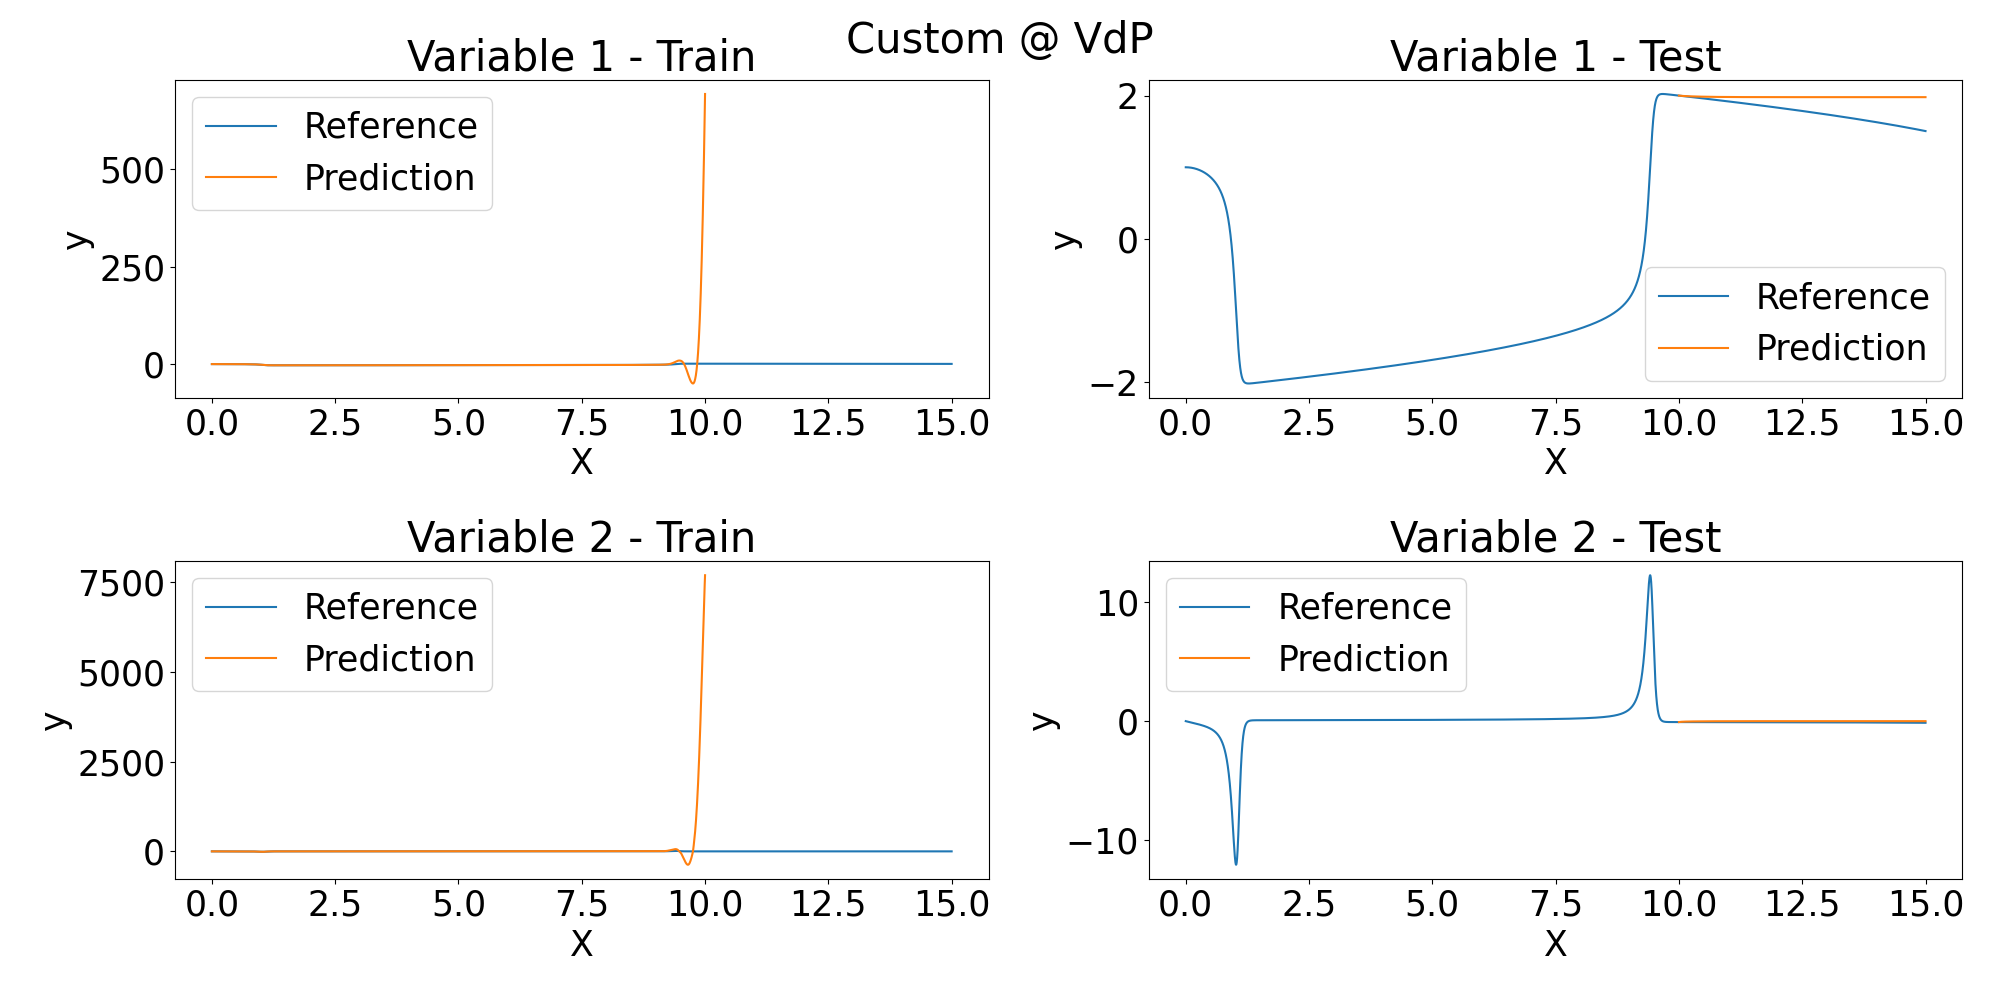 Custom @ VdP
Variable 1 - Train
Reference
Prediction
y
500
250
0
0.0 2.5 5.0 7.5 10.0 12.5 15.0
X
Variable 1 - Test
2
0
−2
y
Reference
Prediction
0.0 2.5 5.0 7.5 10.0 12.5 15.0
X
Variable 2 - Train
7500
5000
2500
0
y
Reference
Prediction
0.0 2.5 5.0 7.5 10.0 12.5 15.0
X
Variable 2 - Test
10
0
−10
y
Reference
Prediction
0.0 2.5 5.0 7.5 10.0 12.5 15.0
X